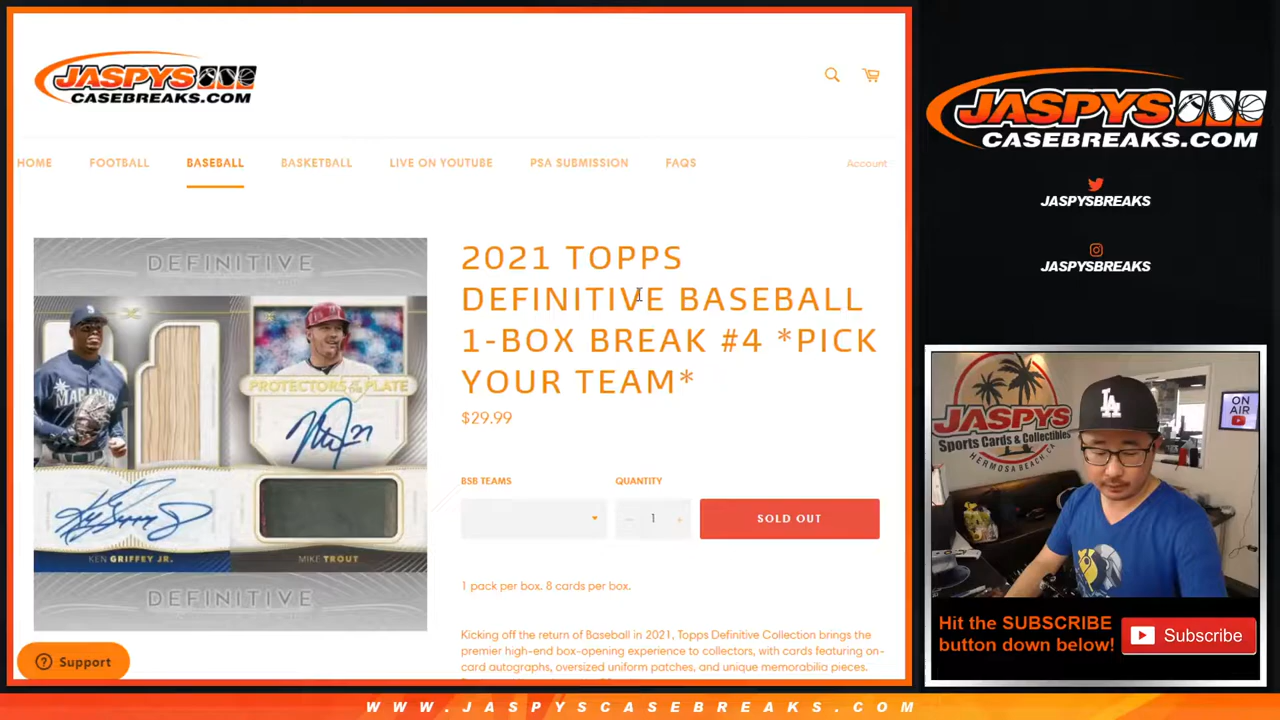 JASPYS
CASEBREAKS.COM
HOME FOOTBALL BASEBALL BASKETBALL LIVE ON YOUTUBE PSA SUBMISSION FAQS Account
DEFINITIVE
MARINERS
PROTECTORS OF THE PLATE
KEN GRIFFEY JR. MIKE TROUT
DEFINITIVE
2021 TOPPS
DEFINITIVE BASEBALL
1-BOX BREAK #4 *PICK
YOUR TEAM*
$29.99
BSB TEAMS QUANTITY
− 1 + SOLD OUT
1 pack per box. 8 cards per box.
Kicking off the return of Baseball in 2021, Topps Definitive Collection brings the
premier high-end box-opening experience to collectors, with cards featuring on-
card autographs, oversized uniform patches, and unique memorabilia pieces.
Support
JASPYS
CASEBREAKS.COM
JASPYSBREAKS
JASPYSBREAKS
JASPYS
Sports Cards & Collectibles
HERMOSA BEACH, CA
ON
AIR
LA
Hit the SUBSCRIBE
button down below!
Subscribe
WWW.JASPYSCASEBREAKS.COM